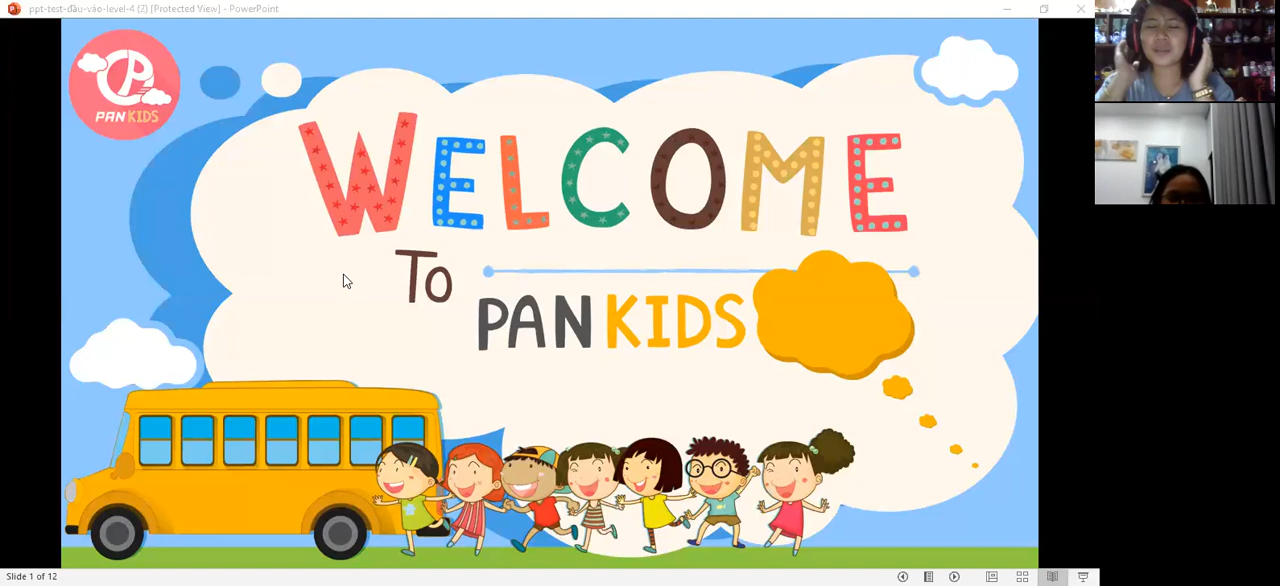 ppt-test-đầu-vào-level-4 (2) [Protected View] - PowerPoint
PAN KIDS
WELCOME
To
PAN KIDS
Slide 1 of 12